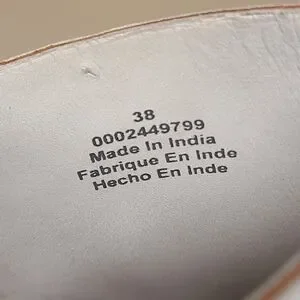 38
0002449799
Made In India
Fabrique En Inde
Hecho En Inde